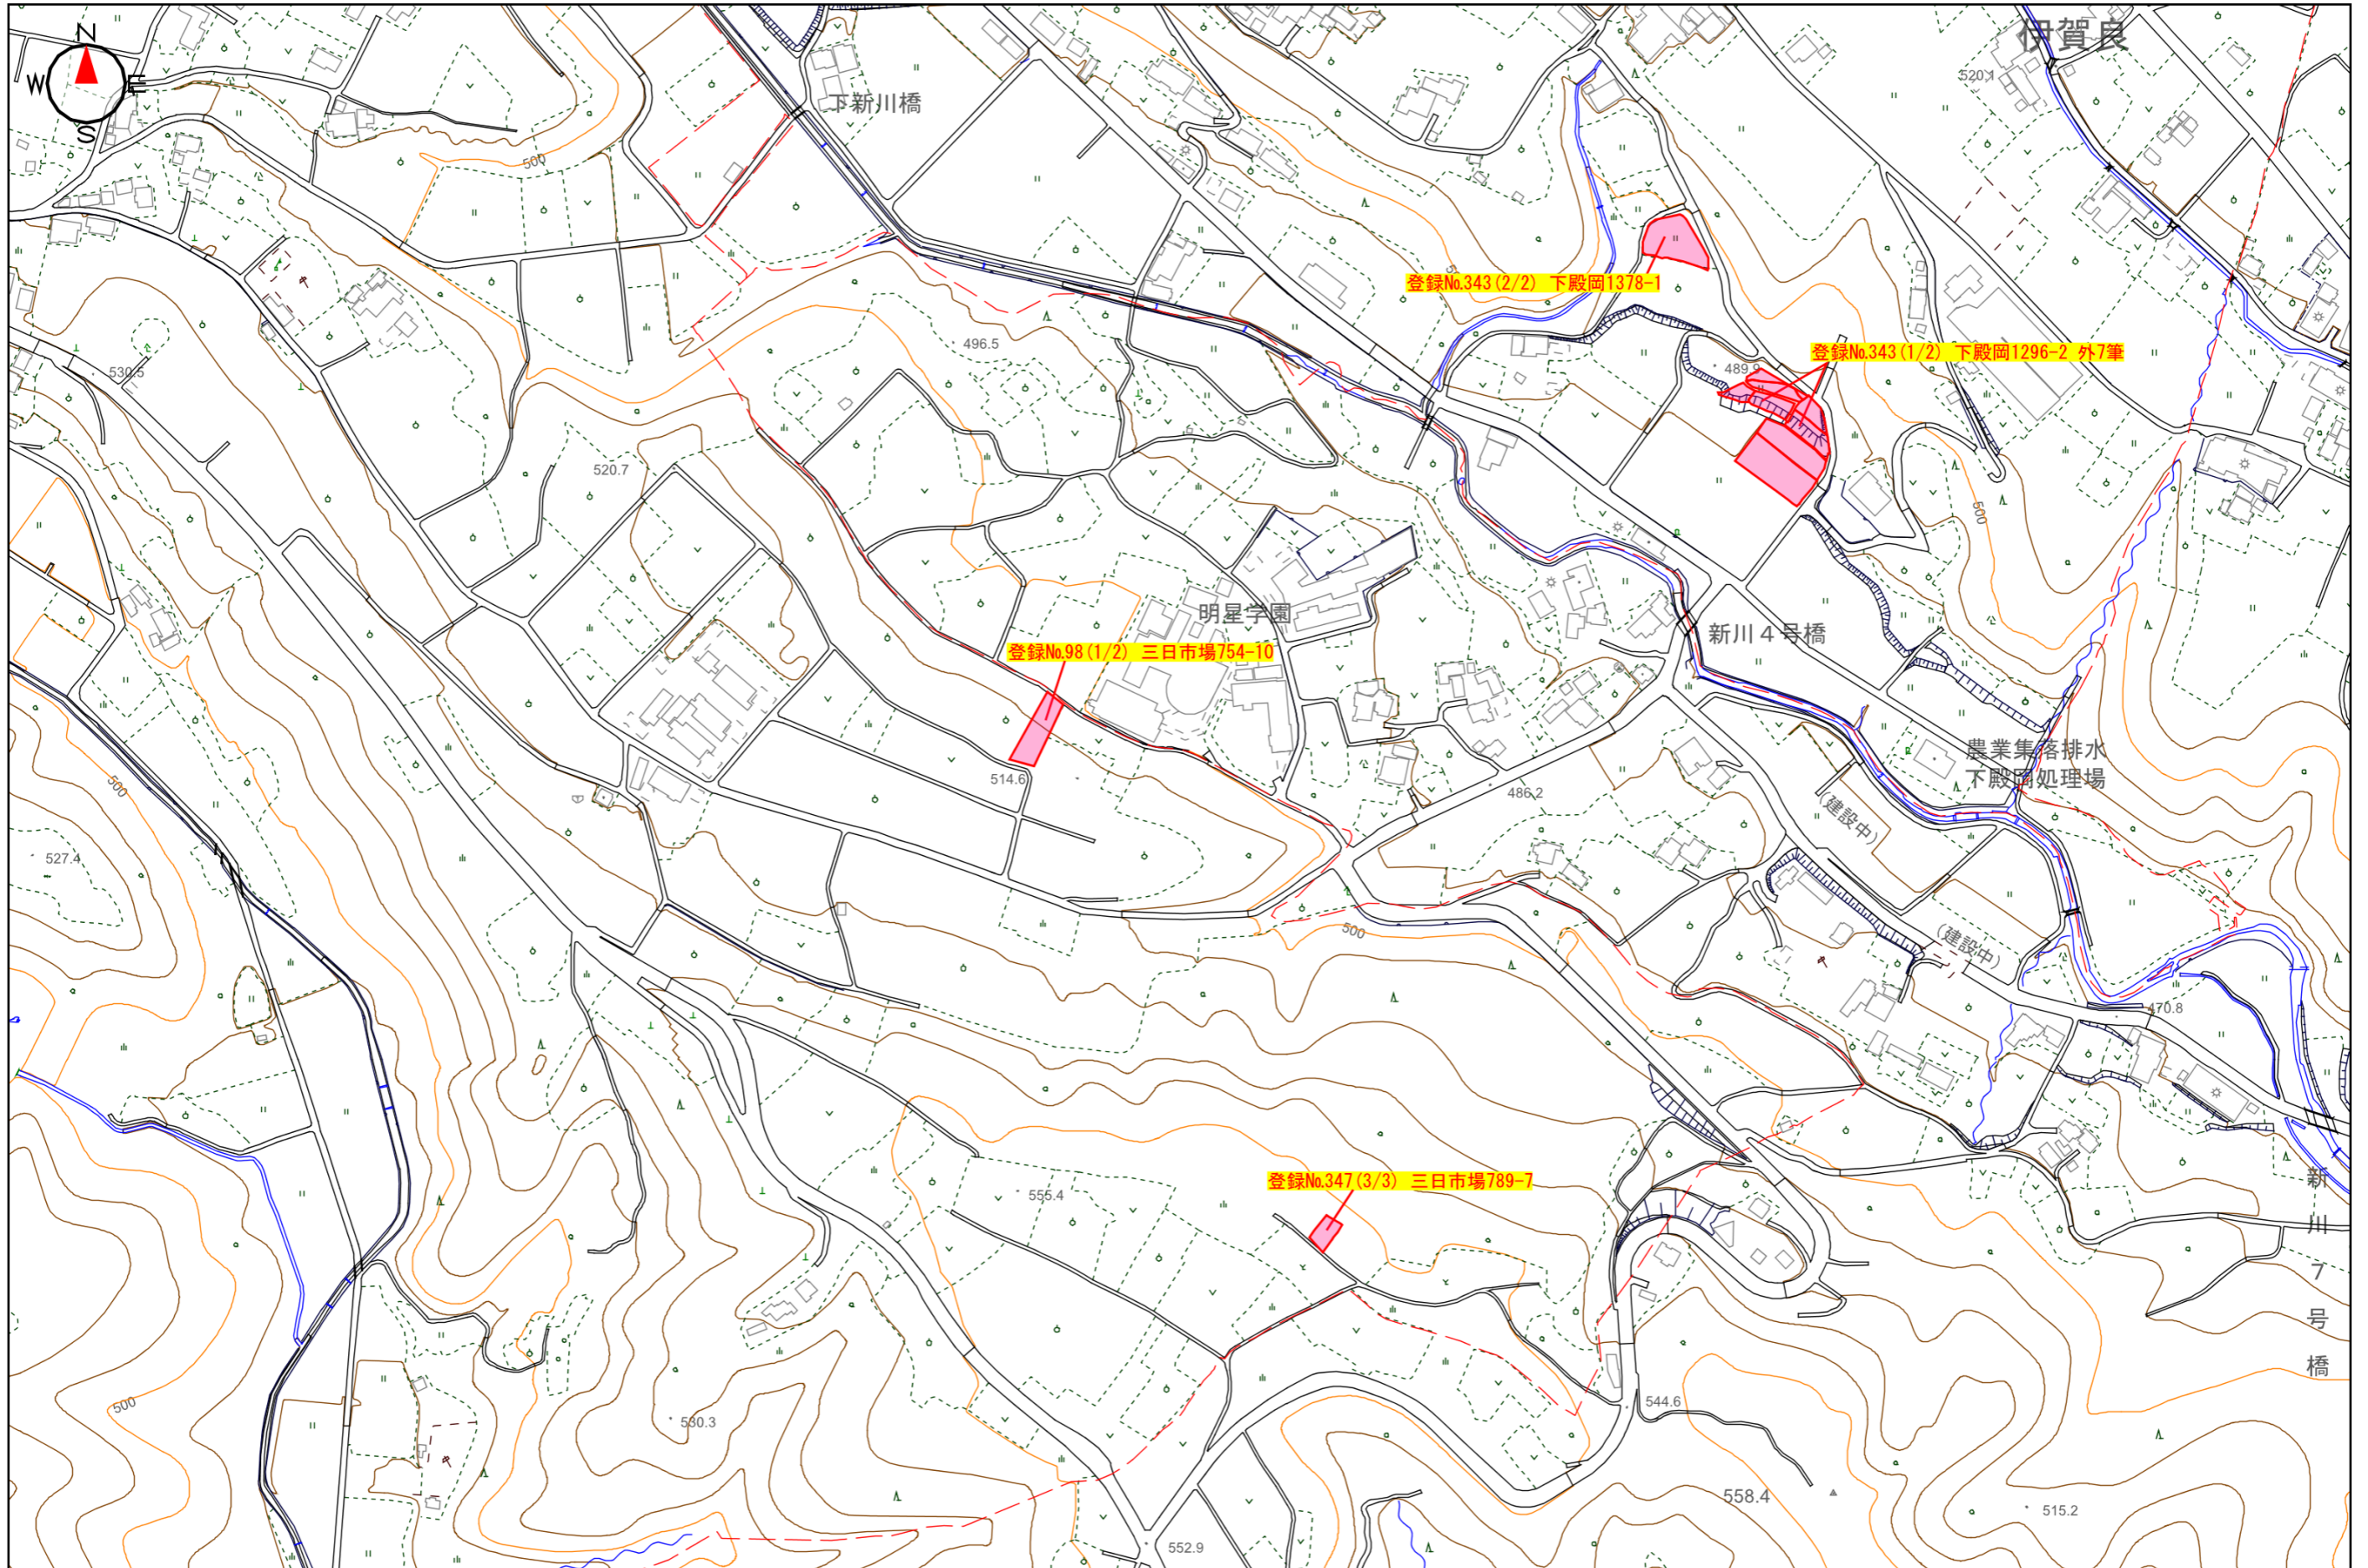 N
W
E
S
伊賀良
520.1
下新川橋
500
登録No.343(2/2) 下殿岡1378-1
496.5
登録No.343(1/2) 下殿岡1296-2 外7筆
489.9
530.5
520.7
500
明星学園
新川4号橋
登録No.98(1/2) 三日市場754-10
農業集落排水
下殿岡処理場
514.6
486.2
500
(建設中)
527.4
500
(建設中)
470.8
登録No.347(3/3) 三日市場789-7
555.4
新川7号橋
500
530.3
544.6
558.4
515.2
552.9